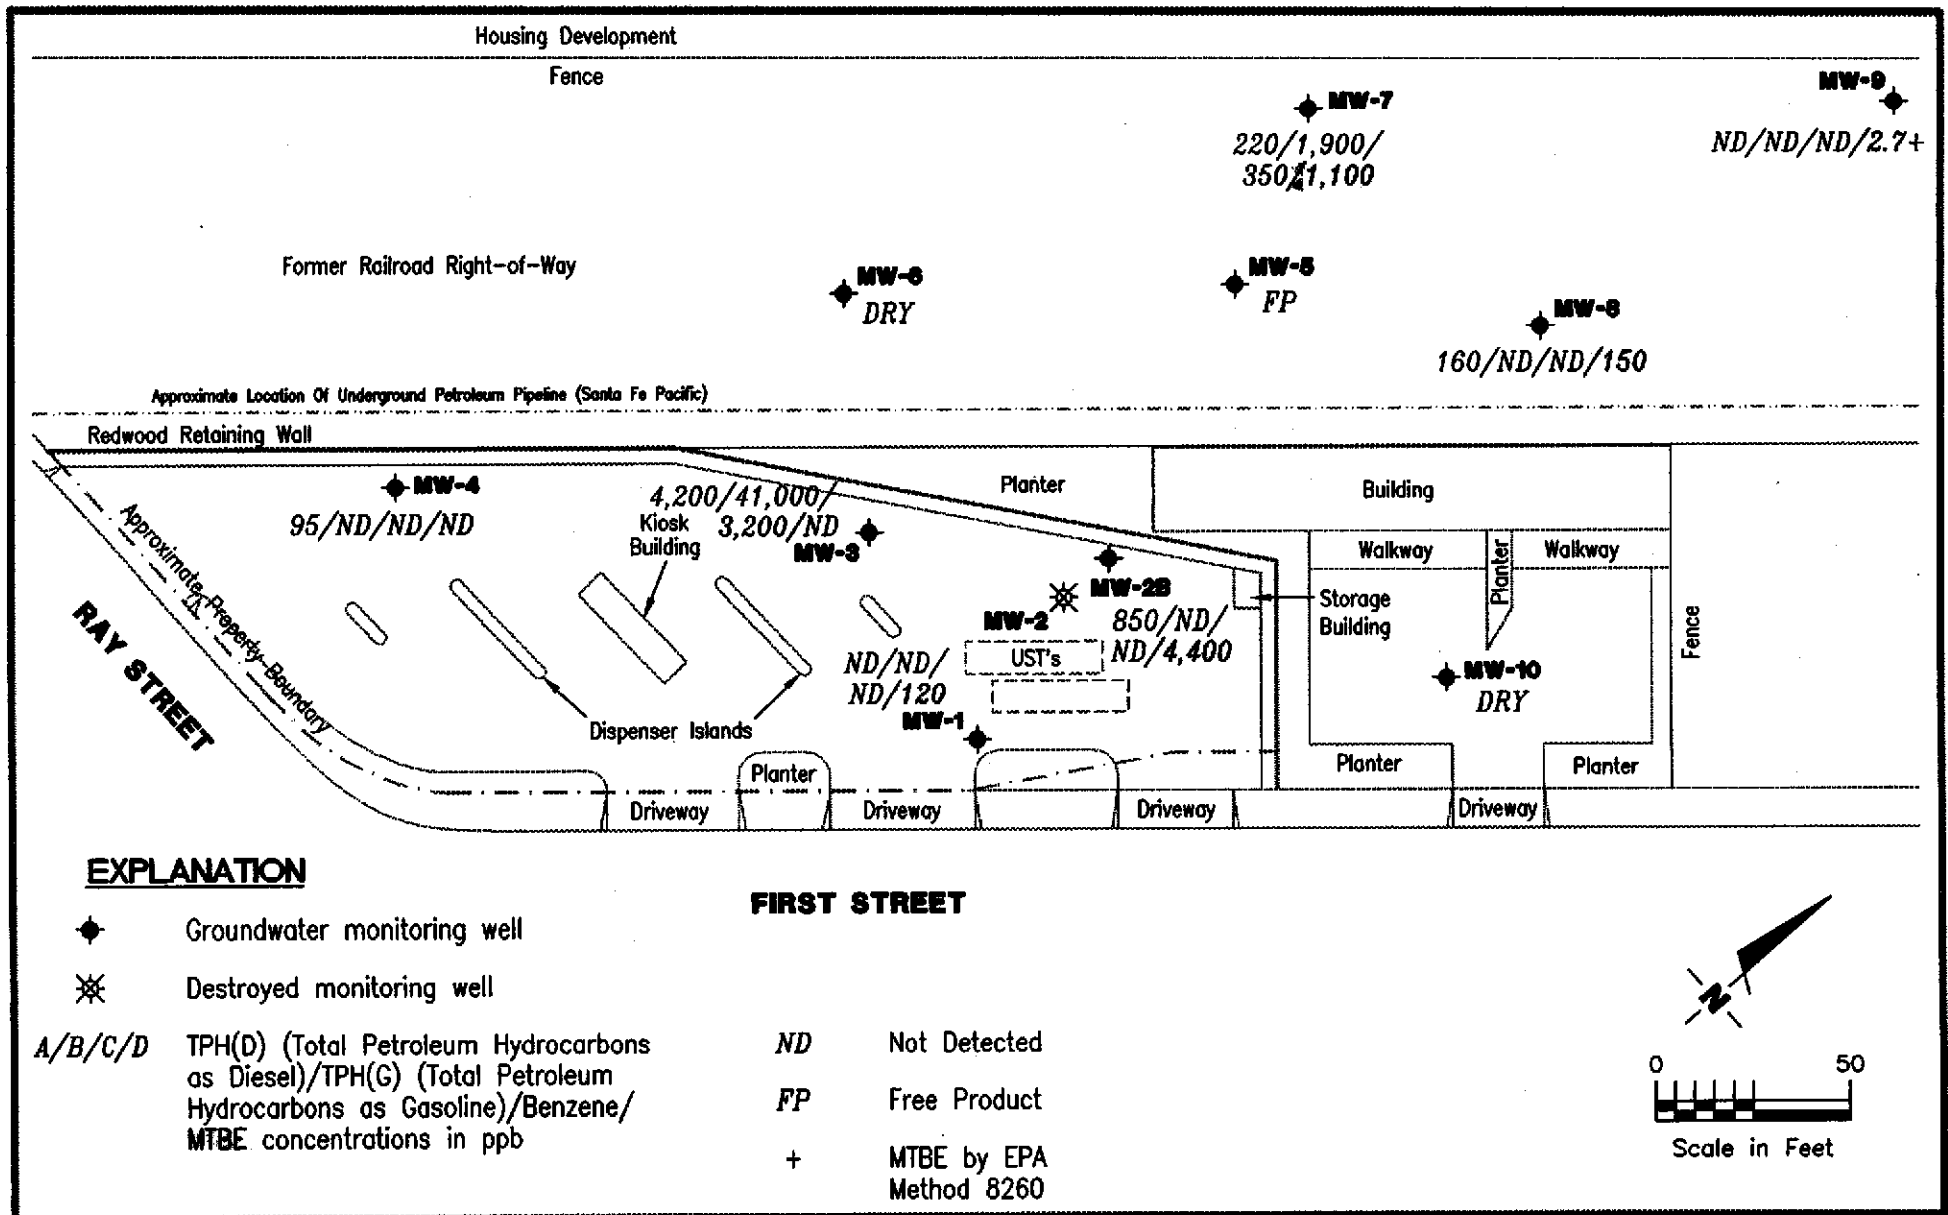 Housing Development
Fence
MW-7
220/1,900/
350/1,100
MW-9
ND/ND/ND/2.7+
Former Railroad Right-of-Way
MW-6
DRY
MW-5
FP
MW-8
160/ND/ND/150
Approximate Location Of Underground Petroleum Pipeline (Santa Fe Pacific)
Redwood Retaining Wall
MW-4
95/ND/ND/ND
4,200/41,000/
3,200/ND
MW-3
Kiosk
Building
Planter
Building
Walkway
Planter
Walkway
MW-2B
850/ND/
ND/4,400
MW-2
UST's
Storage
Building
Fence
Approximate Property Boundary
RAY STREET
ND/ND/
ND/120
MW-1
MW-10
DRY
Dispenser Islands
Planter
Planter
Planter
Driveway
Driveway
Driveway
Driveway
EXPLANATION
FIRST STREET
Groundwater monitoring well
Destroyed monitoring well
A/B/C/D
TPH(D) (Total Petroleum Hydrocarbons
as Diesel)/TPH(G) (Total Petroleum
Hydrocarbons as Gasoline)/Benzene/
MTBE concentrations in ppb
ND Not Detected
FP Free Product
+ MTBE by EPA
Method 8260
N
0 50
Scale in Feet